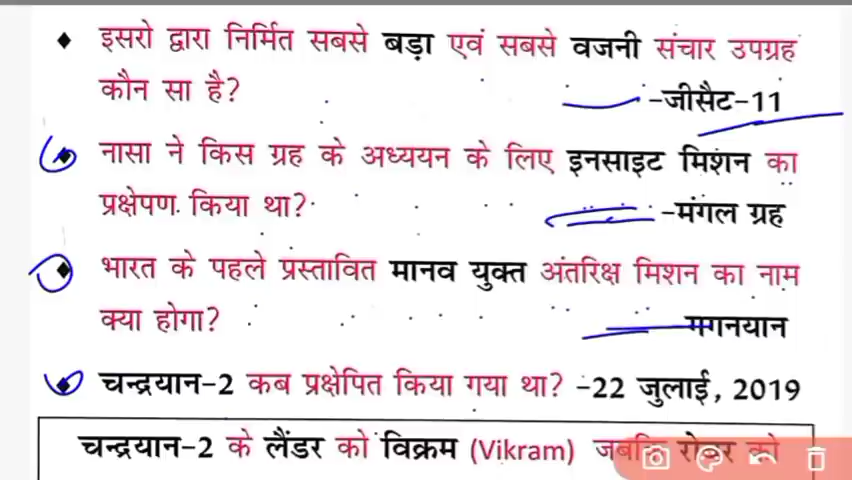 ♦ इसरो द्वारा निर्मित सबसे बड़ा एवं सबसे वजनी संचार उपग्रह
कौन सा है? -जीसैट-11
♦ नासा ने किस ग्रह के अध्ययन के लिए इनसाइट मिशन का
प्रक्षेपण किया था? -मंगल ग्रह
♦ भारत के पहले प्रस्तावित मानव युक्त अंतरिक्ष मिशन का नाम
क्या होगा? गगनयान
♦ चन्द्रयान-2 कब प्रक्षेपित किया गया था? -22 जुलाई, 2019
चन्द्रयान-2 के लैंडर को विक्रम (Vikram) जबकि रोवर को